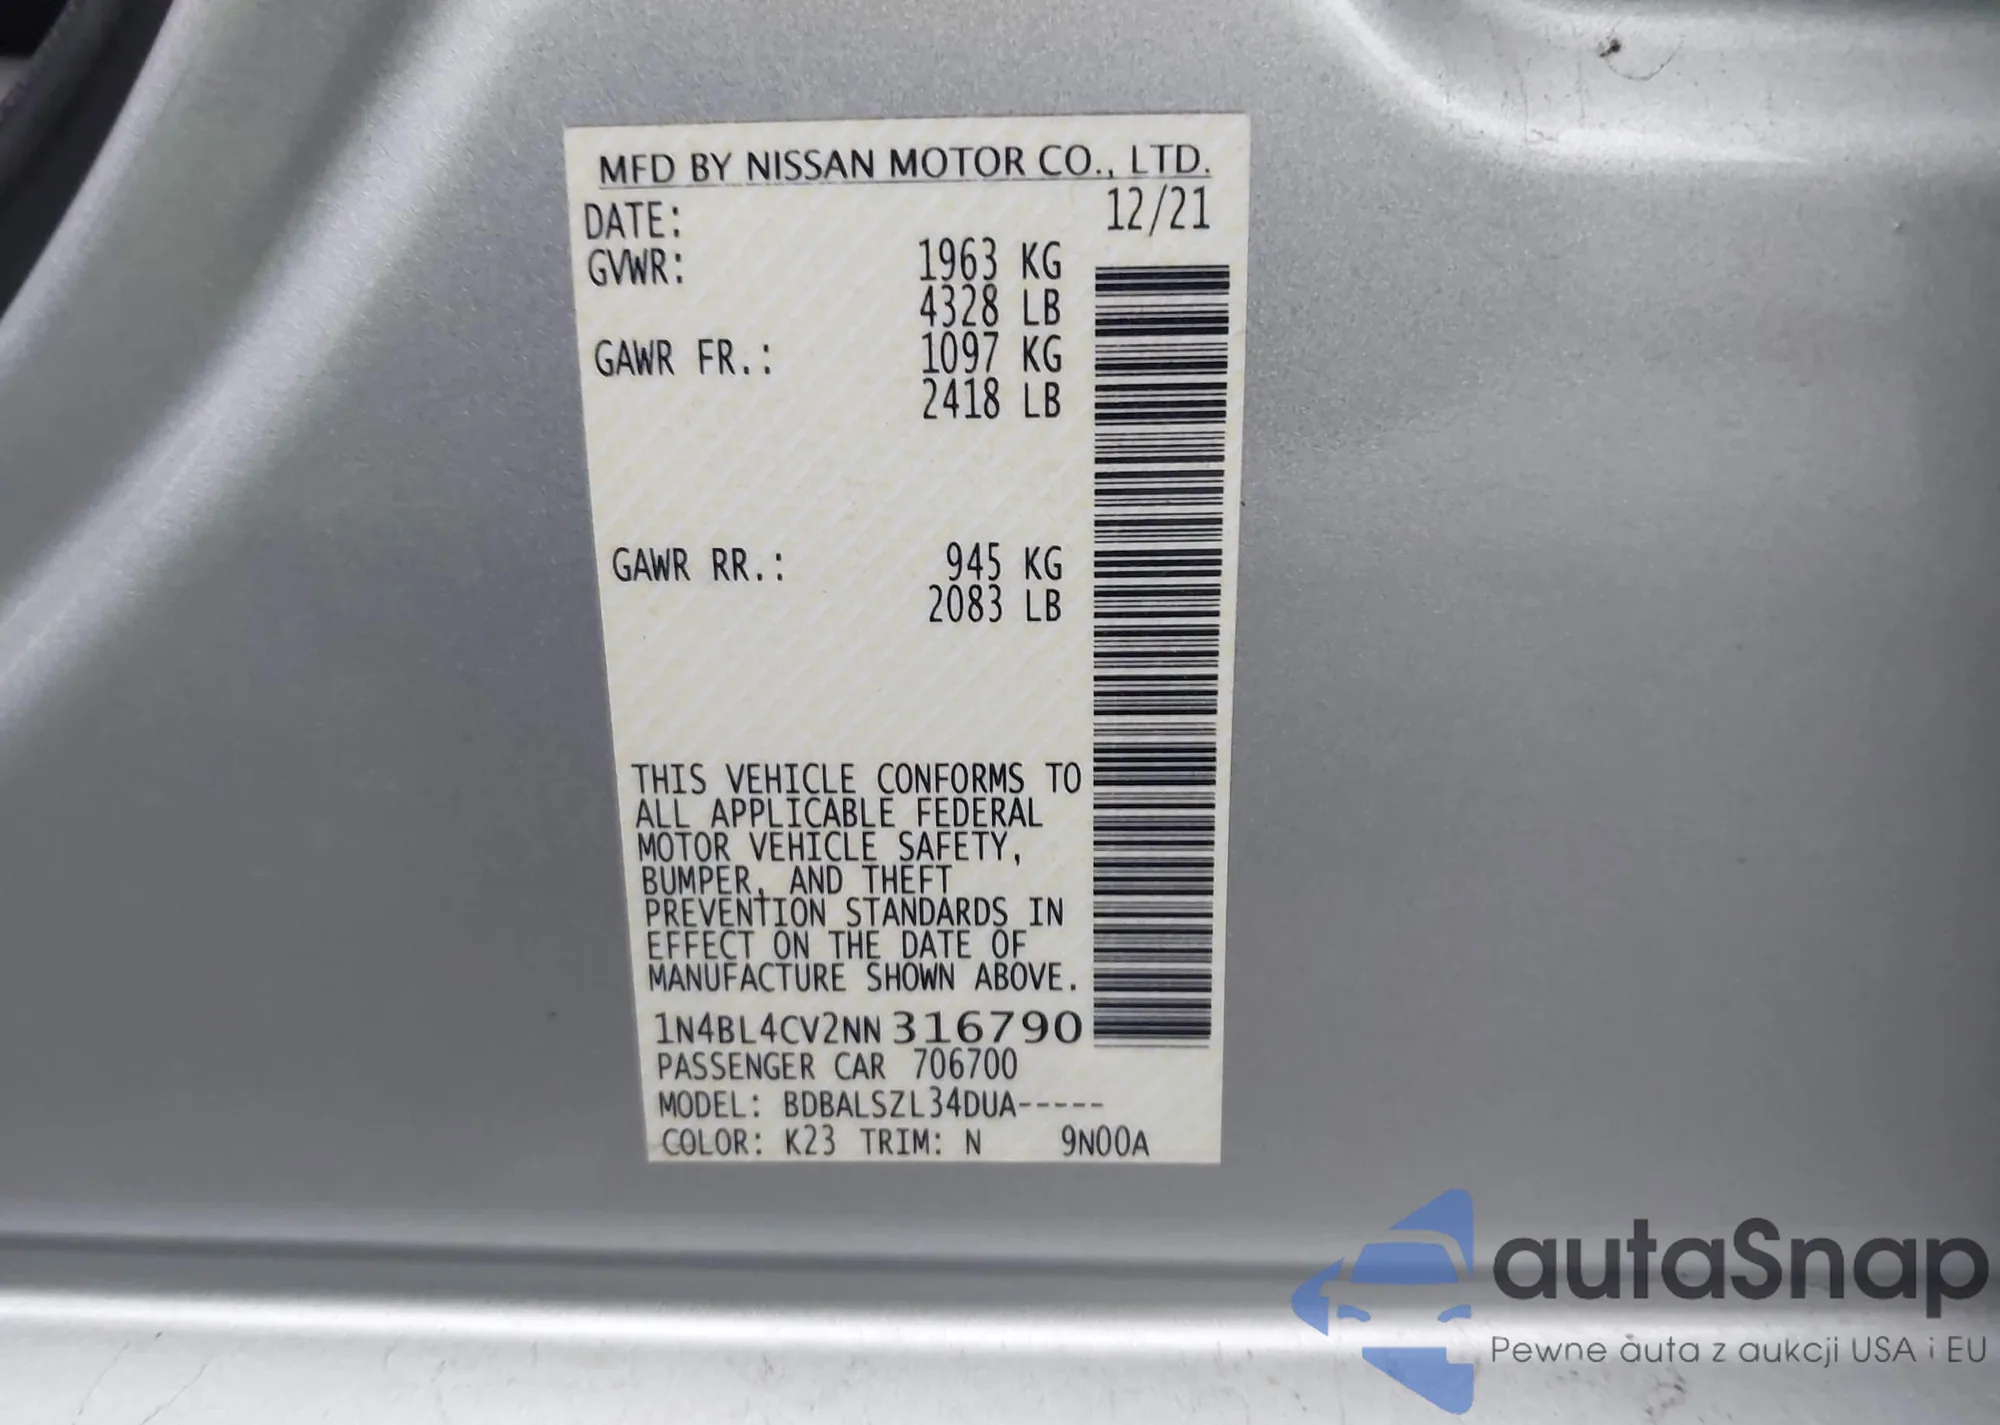 MFD BY NISSAN MOTOR CO., LTD.
DATE: 12/21
GVWR: 1963 KG
4328 LB
GAWR FR.: 1097 KG
2418 LB
GAWR RR.: 945 KG
2083 LB
THIS VEHICLE CONFORMS TO
ALL APPLICABLE FEDERAL
MOTOR VEHICLE SAFETY,
BUMPER, AND THEFT
PREVENTION STANDARDS IN
EFFECT ON THE DATE OF
MANUFACTURE SHOWN ABOVE.
1N4BL4CV2NN316790
PASSENGER CAR 706700
MODEL: BDBALSZL34DUA-----
COLOR: K23 TRIM: N 9N00A
autaSnap
Pewne auta z aukcji USA i EU